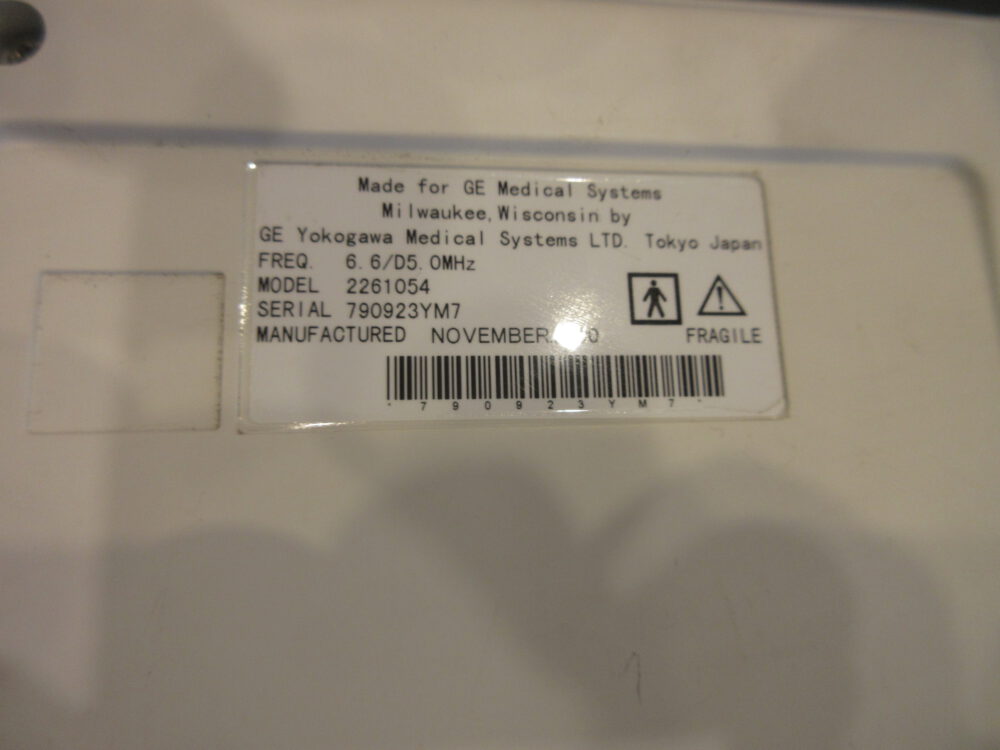 Made for GE Medical Systems
Milwaukee, Wisconsin by
GE Yokogawa Medical Systems LTD. Tokyo Japan
FREQ. 6.6/D5.0MHz
MODEL 2261054
SERIAL 790923YM7
MANUFACTURED NOVEMBER
FRAGILE
790923YM7